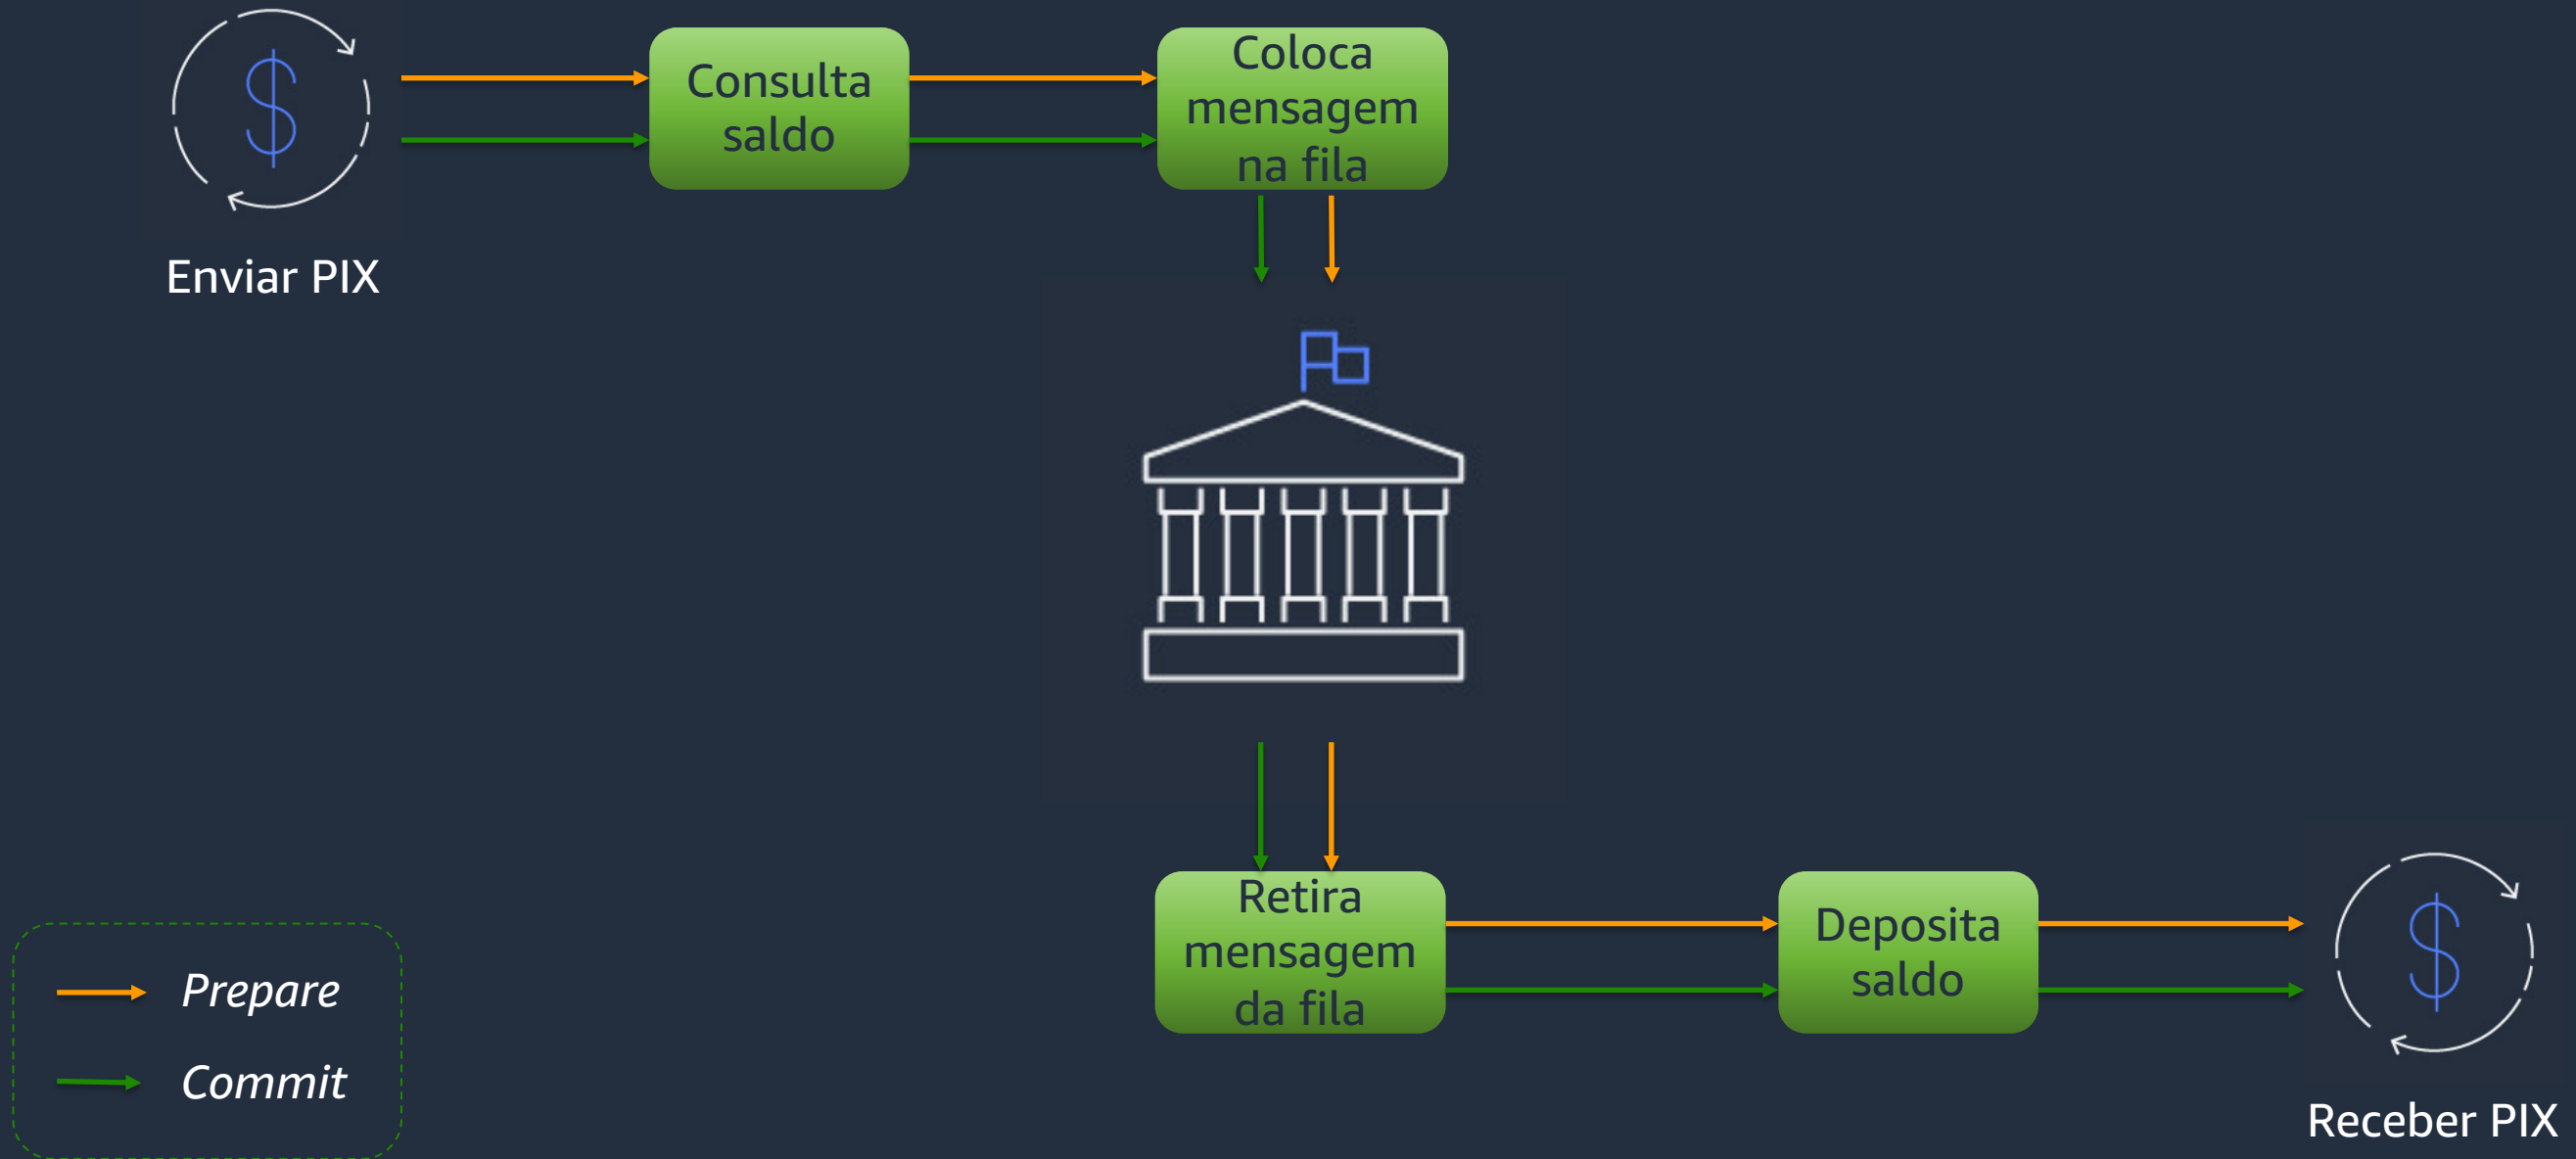 Consulta
saldo
Coloca
mensagem
na fila
Enviar PIX
Retira
mensagem
da fila
Deposita
saldo
Prepare
Commit
Receber PIX